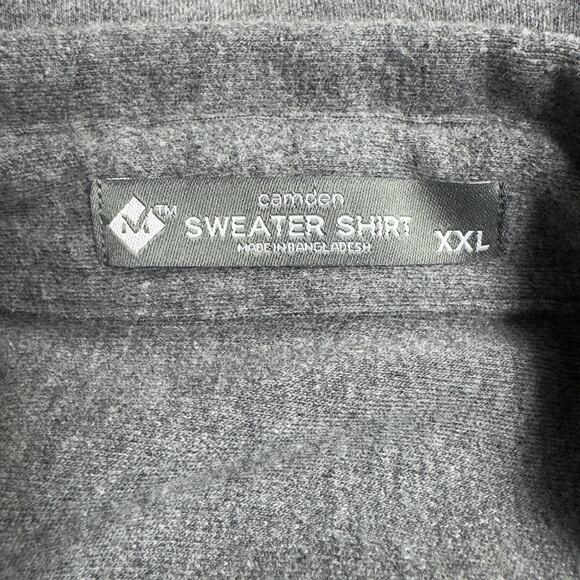 camden
M™ SWEATER SHIRT
MADE IN BANGLADESH
XXL